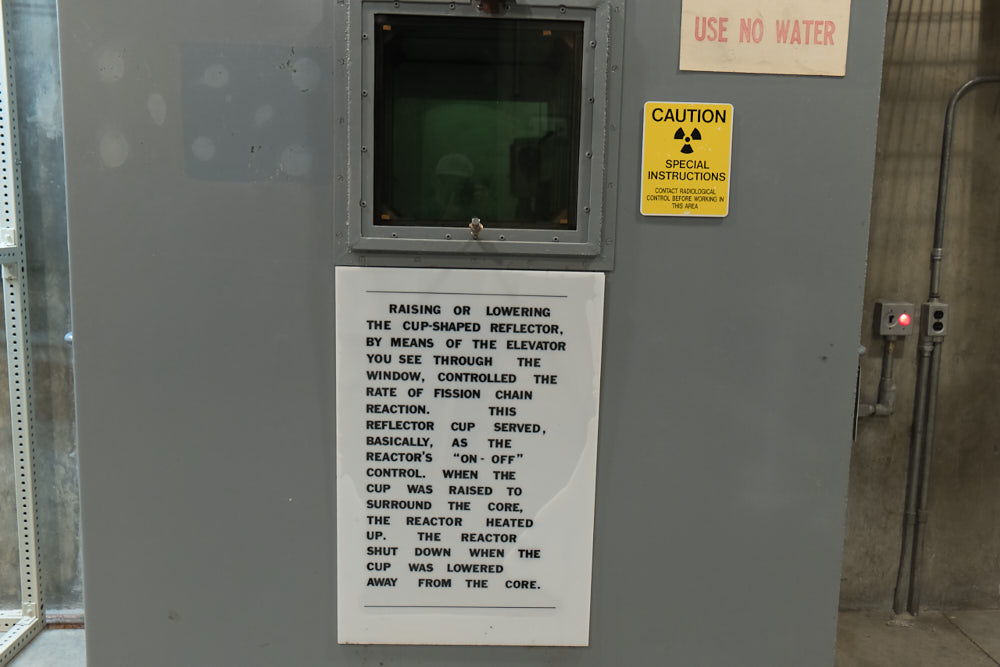 USE NO WATER
CAUTION
SPECIAL
INSTRUCTIONS
CONTACT RADIOLOGICAL
CONTROL BEFORE WORKING IN
THIS AREA
RAISING OR LOWERING
THE CUP-SHAPED REFLECTOR,
BY MEANS OF THE ELEVATOR
YOU SEE THROUGH THE
WINDOW, CONTROLLED THE
RATE OF FISSION CHAIN
REACTION. THIS
REFLECTOR CUP SERVED,
BASICALLY, AS THE
REACTOR'S "ON-OFF"
CONTROL. WHEN THE
CUP WAS RAISED TO
SURROUND THE CORE,
THE REACTOR HEATED
UP. THE REACTOR
SHUT DOWN WHEN THE
CUP WAS LOWERED
AWAY FROM THE CORE.